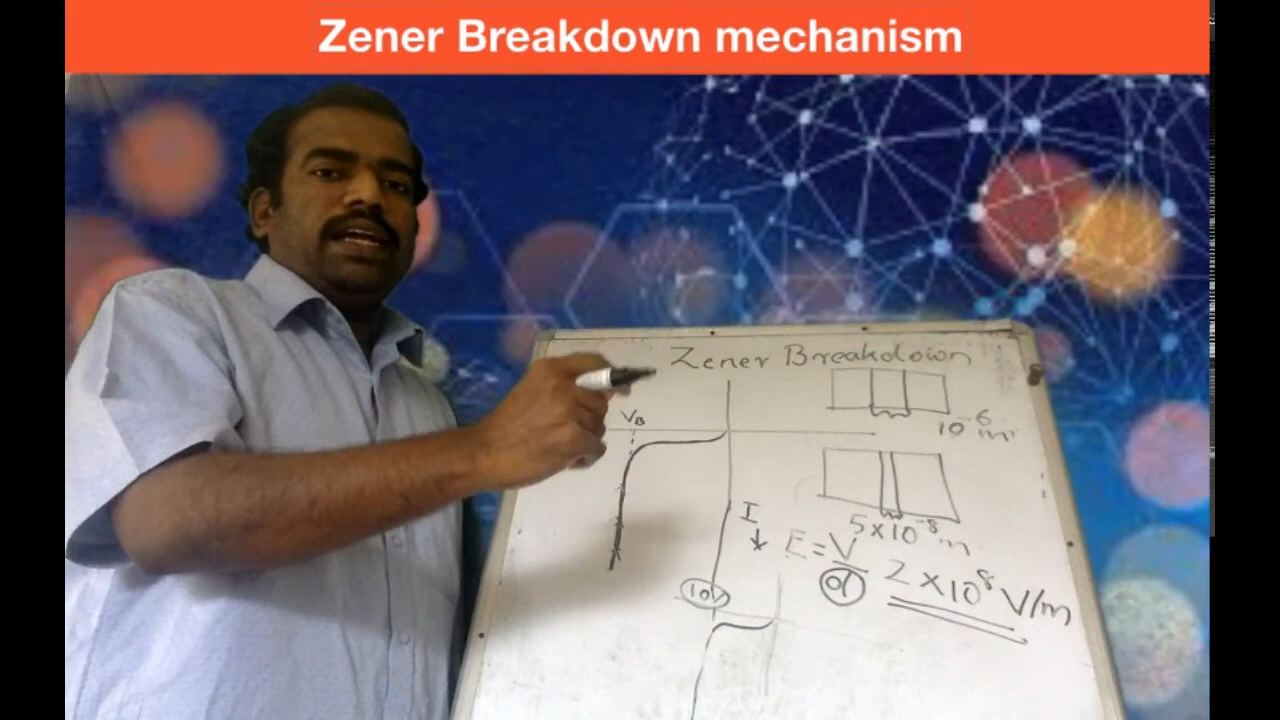 Zener Breakdown mechanism
Zener Breakdown
10⁻⁶ m
VB
5×10⁻⁸ m
I
E = V/d
2×10⁸ V/m
10V